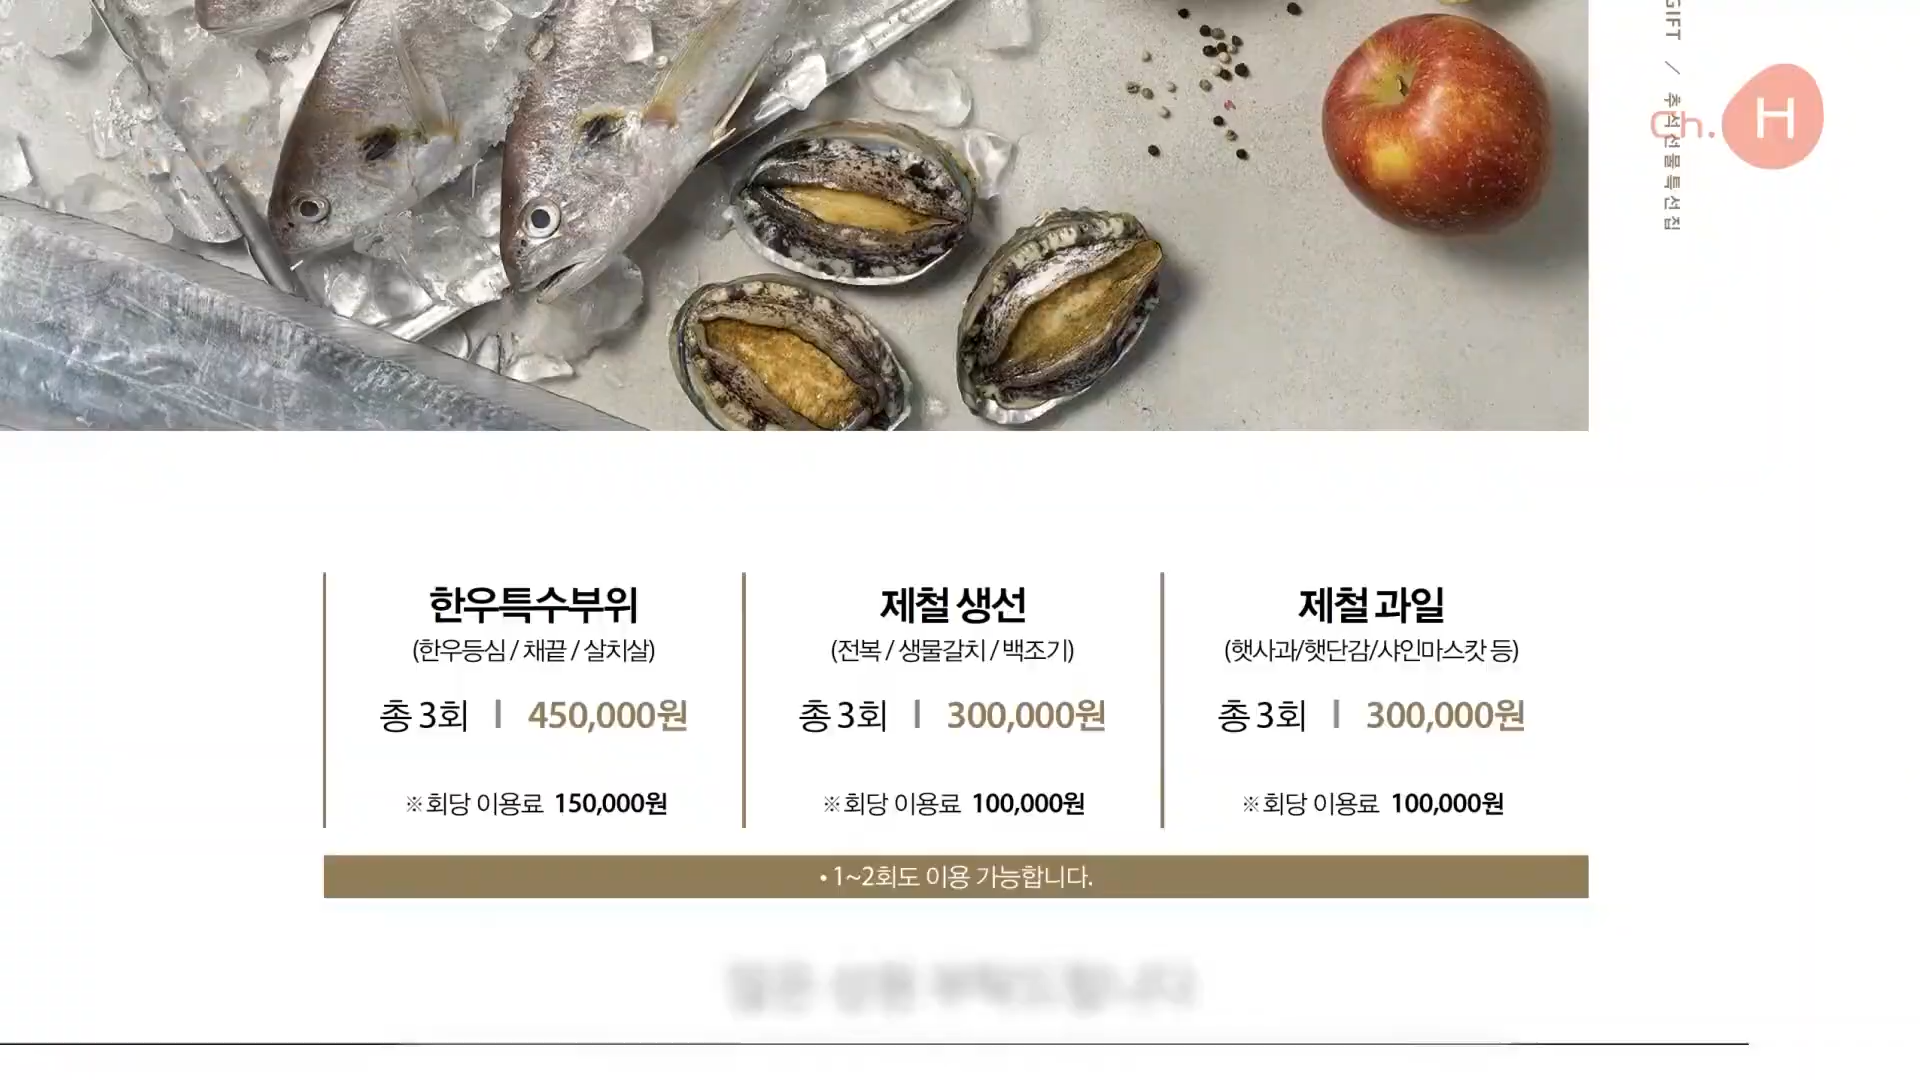 GIFT / 추석선물특선집
Ch. H
한우특수부위
(한우등심 / 채끝 / 살치살)
총 3회 | 450,000원
※회당 이용료 150,000원
제철 생선
(전복 / 생물갈치 / 백조기)
총 3회 | 300,000원
※회당 이용료 100,000원
제철 과일
(햇사과/햇단감/샤인마스캇 등)
총 3회 | 300,000원
※회당 이용료 100,000원
• 1~2회도 이용 가능합니다.